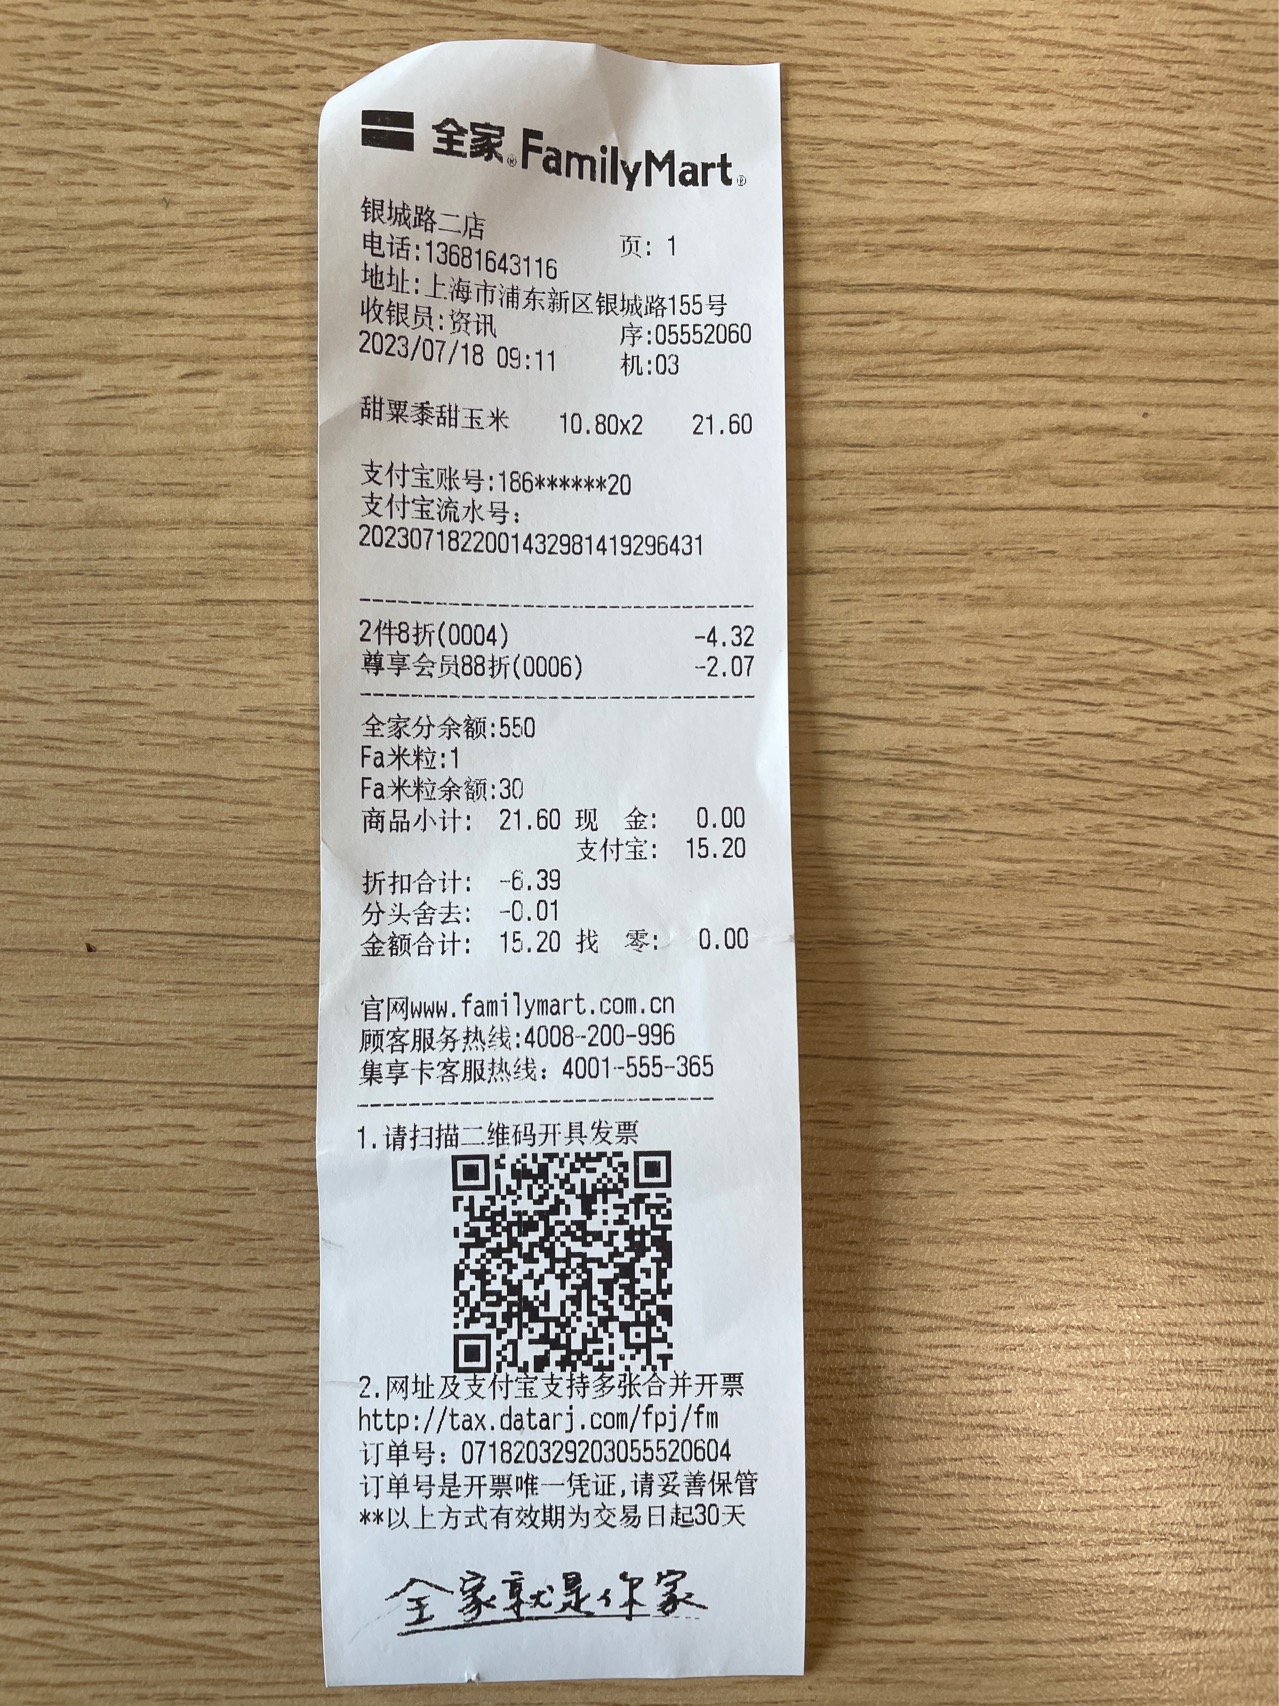 全家® FamilyMart®
银城路二店
电话:13681643116 页: 1
地址:上海市浦东新区银城路155号
收银员:资讯 序:05552060
2023/07/18 09:11 机:03
甜粟黍甜玉米 10.80x2 21.60
支付宝账号:186******20
支付宝流水号:
2023071822001432981419296431
2件8折(0004) -4.32
尊享会员88折(0006) -2.07
全家分余额:550
Fa米粒:1
Fa米粒余额:30
商品小计: 21.60 现 金: 0.00
支付宝: 15.20
折扣合计: -6.39
分头舍去: -0.01
金额合计: 15.20 找 零: 0.00
官网www.familymart.com.cn
顾客服务热线:4008-200-996
集享卡客服热线: 4001-555-365
1.请扫描二维码开具发票
2.网址及支付宝支持多张合并开票
http://tax.datarj.com/fpj/fm
订单号: 071820329203055520604
订单号是开票唯一凭证,请妥善保管
**以上方式有效期为交易日起30天
全家就是你家